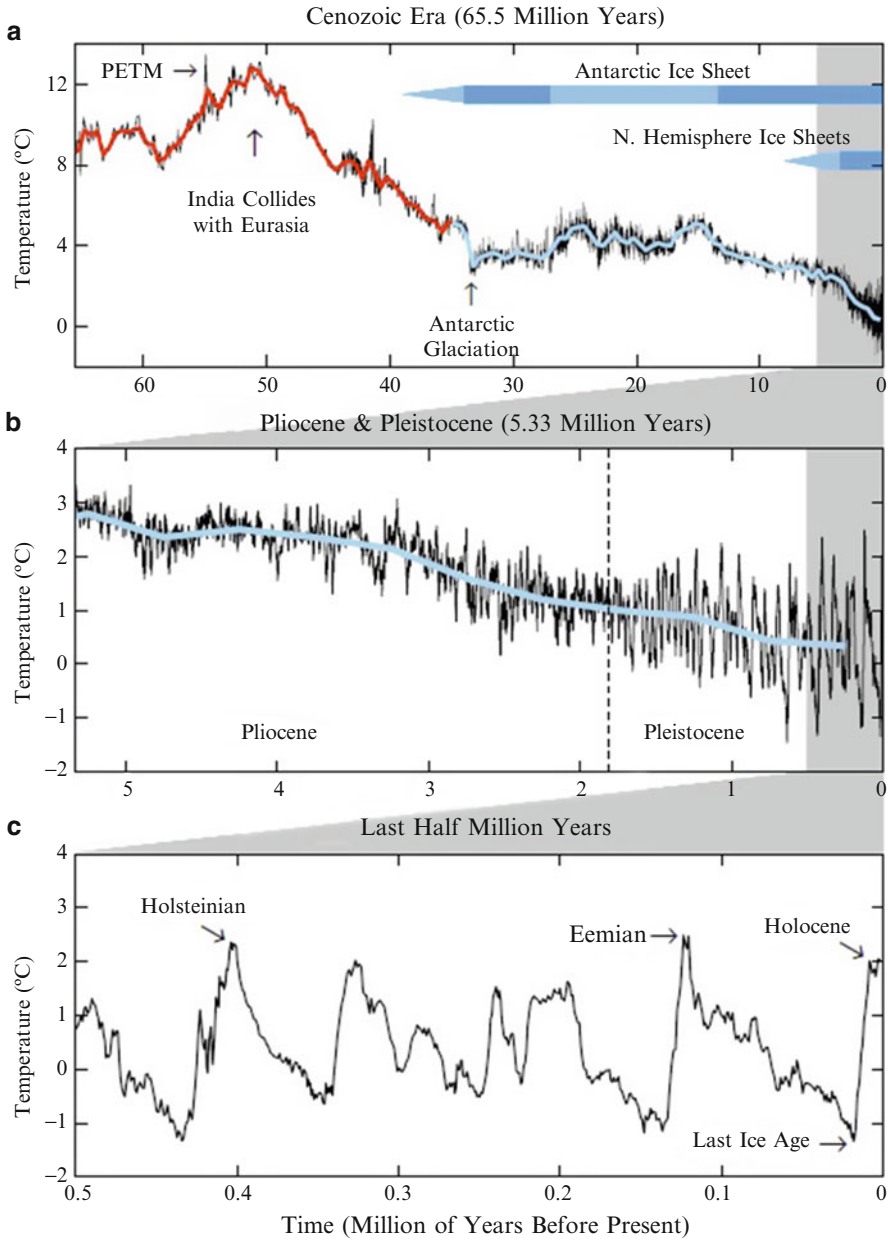 a
Cenozoic Era (65.5 Million Years)
PETM
Antarctic Ice Sheet
N. Hemisphere Ice Sheets
India Collides
with Eurasia
Antarctic
Glaciation
Temperature (ºC)
12
8
4
0
60 50 40 30 20 10 0
b
Pliocene & Pleistocene (5.33 Million Years)
Temperature (ºC)
4
3
2
1
0
–1
–2
Pliocene
Pleistocene
5 4 3 2 1 0
c
Last Half Million Years
Temperature (ºC)
4
3
2
1
0
–1
–2
Holsteinian
Eemian
Holocene
Last Ice Age
0.5 0.4 0.3 0.2 0.1 0
Time (Million of Years Before Present)